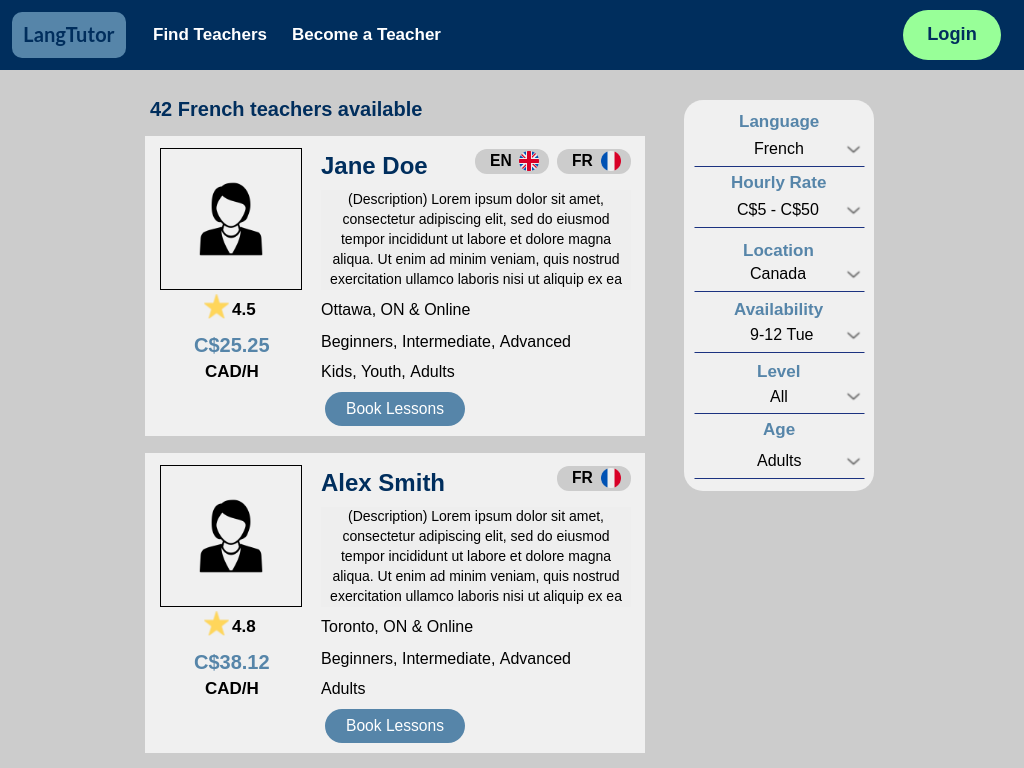 LangTutor
Find Teachers
Become a Teacher
Login
42 French teachers available
Jane Doe
EN
FR
(Description) Lorem ipsum dolor sit amet,
consectetur adipiscing elit, sed do eiusmod
tempor incididunt ut labore et dolore magna
aliqua. Ut enim ad minim veniam, quis nostrud
exercitation ullamco laboris nisi ut aliquip ex ea
4.5
C$25.25
CAD/H
Ottawa, ON & Online
Beginners, Intermediate, Advanced
Kids, Youth, Adults
Book Lessons
Alex Smith
FR
(Description) Lorem ipsum dolor sit amet,
consectetur adipiscing elit, sed do eiusmod
tempor incididunt ut labore et dolore magna
aliqua. Ut enim ad minim veniam, quis nostrud
exercitation ullamco laboris nisi ut aliquip ex ea
4.8
C$38.12
CAD/H
Toronto, ON & Online
Beginners, Intermediate, Advanced
Adults
Book Lessons
Language
French
Hourly Rate
C$5 - C$50
Location
Canada
Availability
9-12 Tue
Level
All
Age
Adults